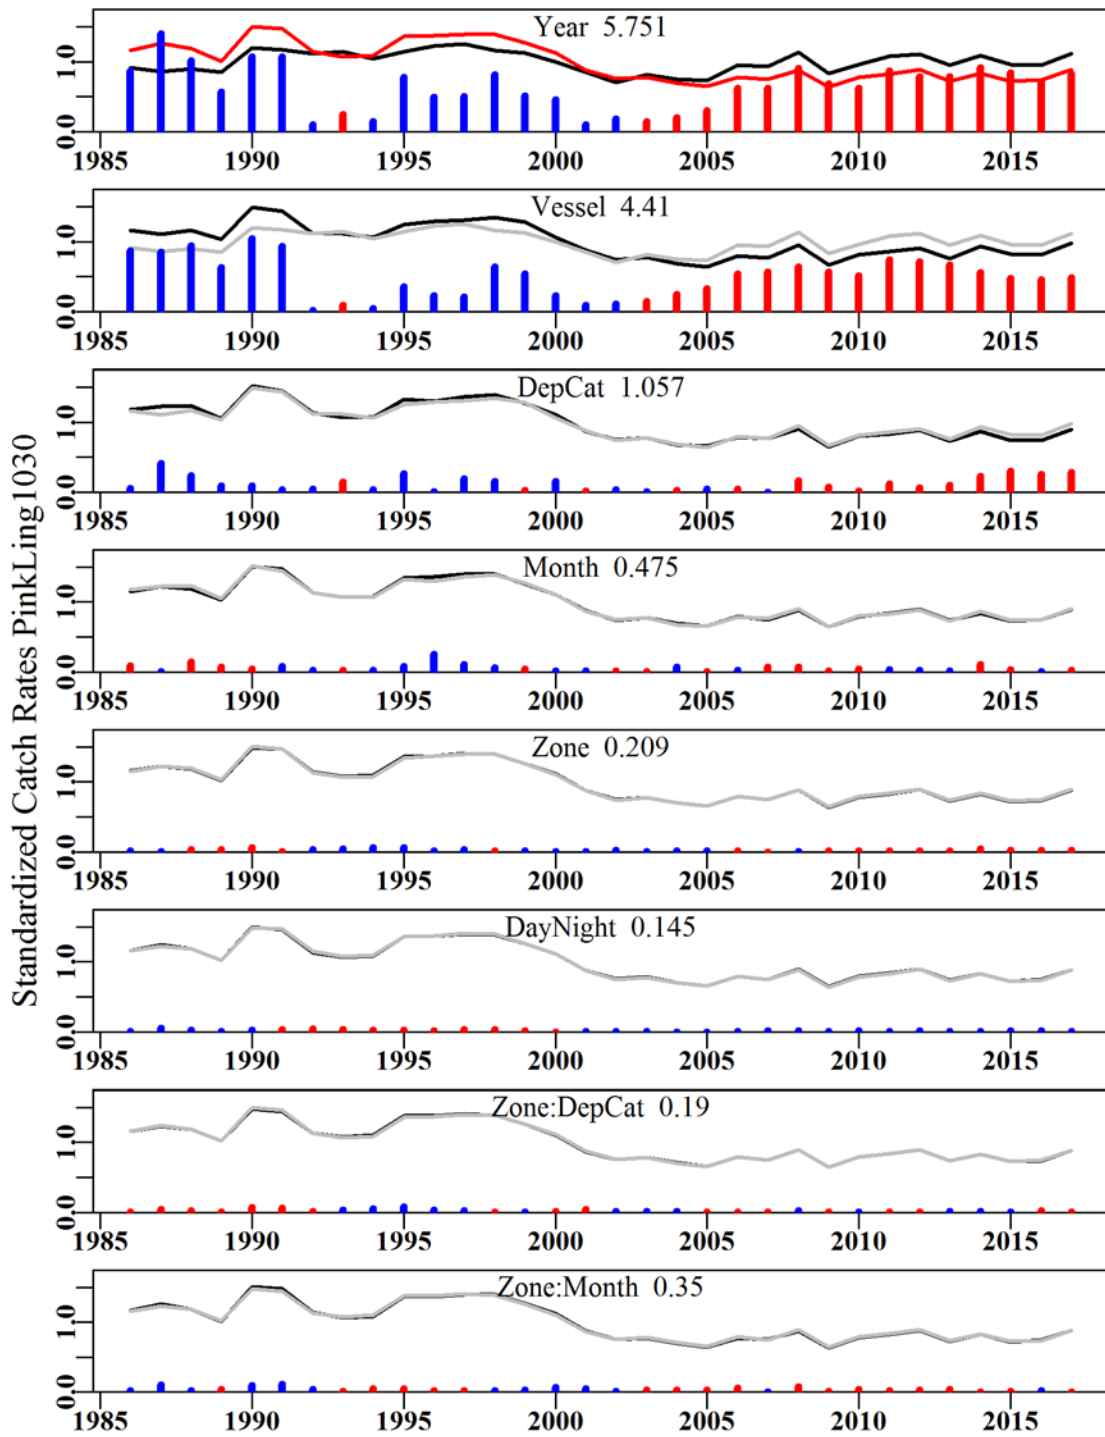 Standardized Catch Rates PinkLing1030
Year 5.751
0.0 1.0
1985 1990 1995 2000 2005 2010 2015
Vessel 4.41
0.0 1.0
1985 1990 1995 2000 2005 2010 2015
DepCat 1.057
0.0 1.0
1985 1990 1995 2000 2005 2010 2015
Month 0.475
0.0 1.0
1985 1990 1995 2000 2005 2010 2015
Zone 0.209
0.0 1.0
1985 1990 1995 2000 2005 2010 2015
DayNight 0.145
0.0 1.0
1985 1990 1995 2000 2005 2010 2015
Zone:DepCat 0.19
0.0 1.0
1985 1990 1995 2000 2005 2010 2015
Zone:Month 0.35
0.0 1.0
1985 1990 1995 2000 2005 2010 2015